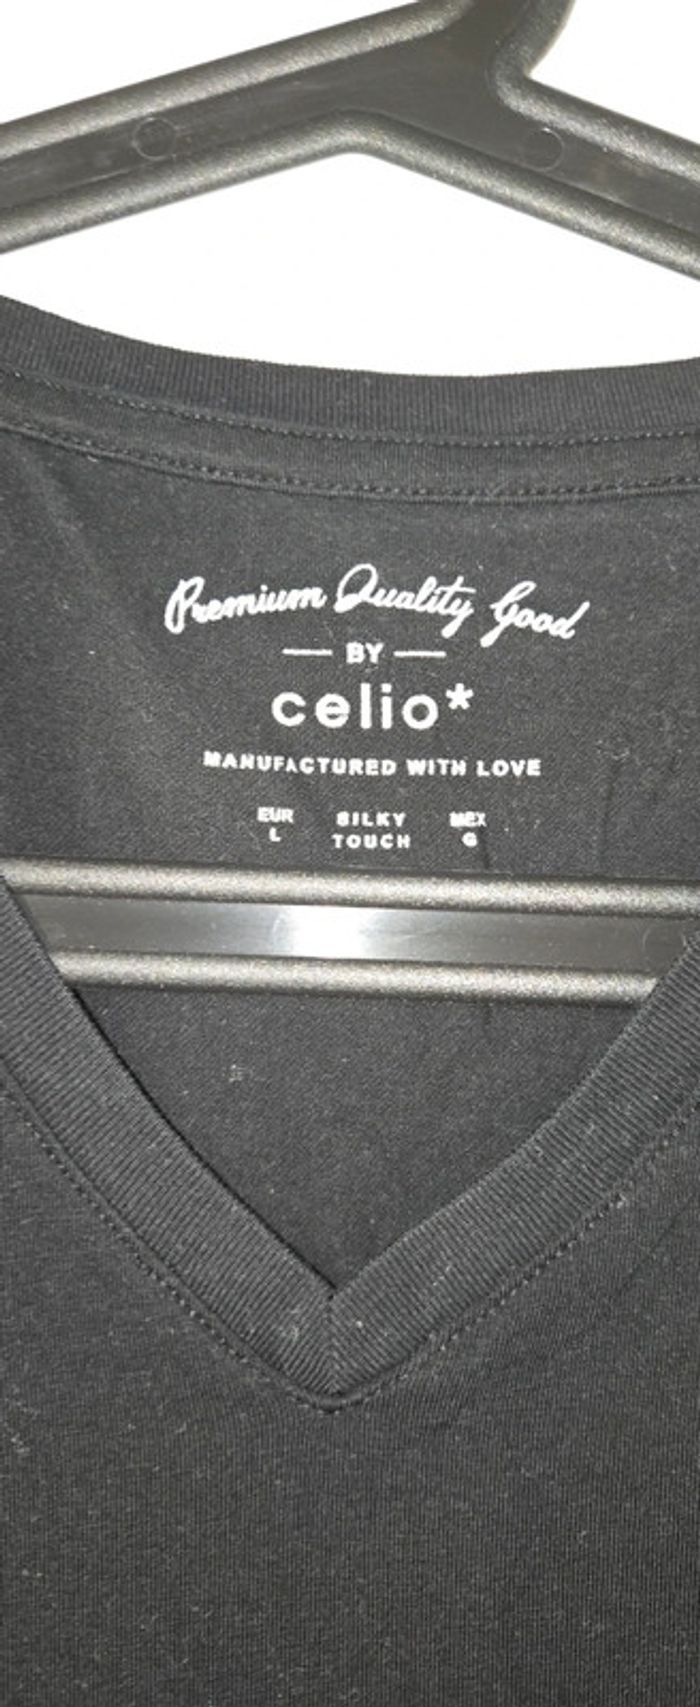 Premium Quality Good
BY
celio*
MANUFACTURED WITH LOVE
EUR SILKY MEX
L TOUCH G